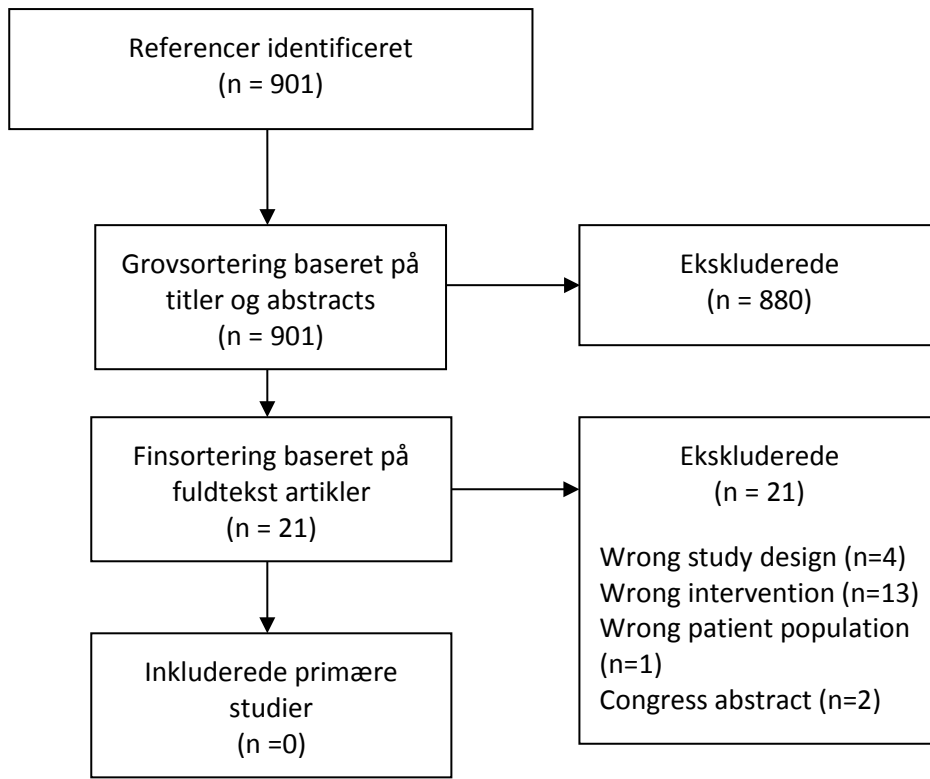 Referencer identificeret
(n = 901)
Grovsortering baseret på
titler og abstracts
(n = 901)
Ekskluderede
(n = 880)
Finsortering baseret på
fuldtekst artikler
(n = 21)
Ekskluderede
(n = 21)
Wrong study design (n=4)
Wrong intervention (n=13)
Wrong patient population
(n=1)
Congress abstract (n=2)
Inkluderede primære
studier
(n =0)